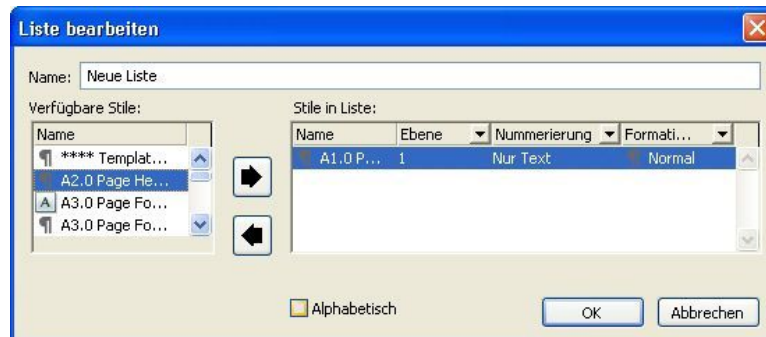 Liste bearbeiten
Name: Neue Liste
Verfügbare Stile:
Stile in Liste:
Name
Name Ebene Nummerierung Formati...
¶ **** Templat...
¶ A2.0 Page He...
A A3.0 Page Fo...
¶ A3.0 Page Fo...
¶ A1.0 P... 1 Nur Text ¶ Normal
Alphabetisch
OK
Abbrechen